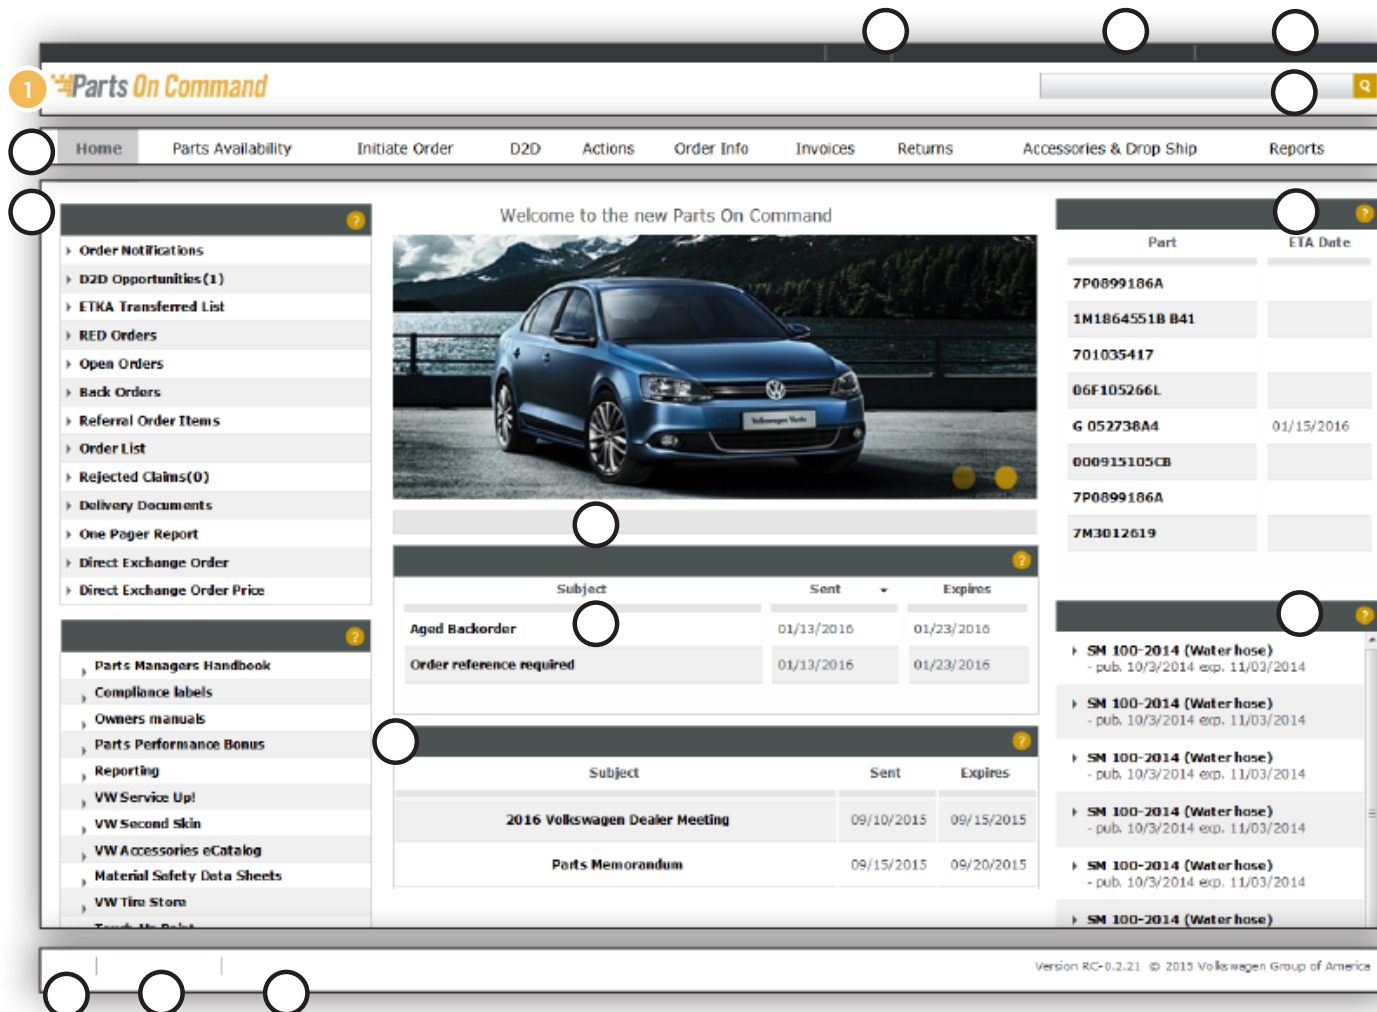 1
Parts On Command
Home Parts Availability Initiate Order D2D Actions Order Info Invoices Returns Accessories & Drop Ship Reports
Order Notifications
D2D Opportunities(1)
ETKA Transferred List
RED Orders
Open Orders
Back Orders
Referral Order Items
Order List
Rejected Claims(0)
Delivery Documents
One Pager Report
Direct Exchange Order
Direct Exchange Order Price
Parts Managers Handbook
Compliance labels
Owners manuals
Parts Performance Bonus
Reporting
VW Service Up!
VW Second Skin
VW Accessories eCatalog
Material Safety Data Sheets
VW Tire Store
Welcome to the new Parts On Command
Volkswagen Vento
Subject Sent Expires
Aged Backorder 01/13/2016 01/23/2016
Order reference required 01/13/2016 01/23/2016
Subject Sent Expires
2016 Volkswagen Dealer Meeting 09/10/2015 09/15/2015
Parts Memorandum 09/15/2015 09/20/2015
Part ETA Date
7P0899186A
1M1864551B B41
701035417
06F105266L
G 052738A4 01/15/2016
000915105CB
7P0899186A
7M3012619
SM 100-2014 (Water hose)
- pub. 10/3/2014 exp. 11/03/2014
SM 100-2014 (Water hose)
- pub. 10/3/2014 exp. 11/03/2014
SM 100-2014 (Water hose)
- pub. 10/3/2014 exp. 11/03/2014
SM 100-2014 (Water hose)
- pub. 10/3/2014 exp. 11/03/2014
SM 100-2014 (Water hose)
- pub. 10/3/2014 exp. 11/03/2014
SM 100-2014 (Water hose)
Version RC-0.2.21 © 2015 Volkswagen Group of America